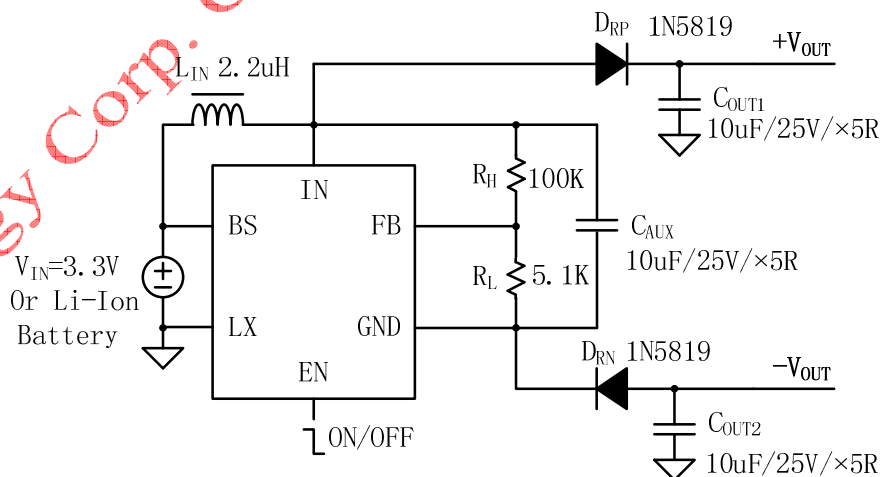 gy Corp. C
D_RP 1N5819
+V_OUT
L_IN 2.2uH
C_OUT1
10uF/25V/×5R
IN
R_H 100K
BS
FB
C_AUX
10uF/25V/×5R
V_IN=3.3V
Or Li-Ion
Battery
R_L 5.1K
LX
GND
D_RN 1N5819
-V_OUT
EN
ON/OFF
C_OUT2
10uF/25V/×5R